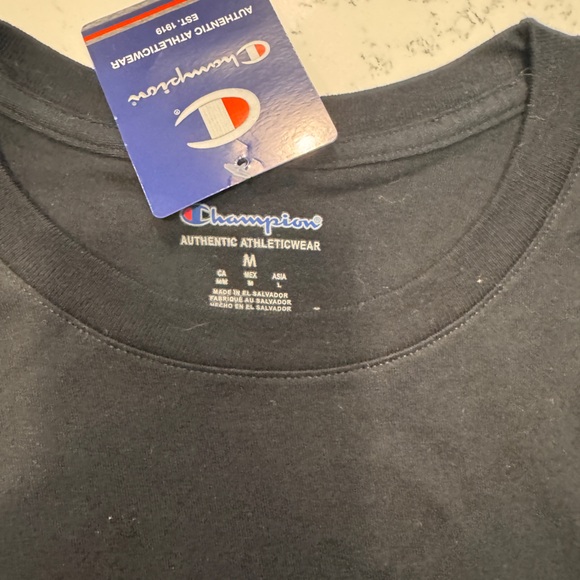 AUTHENTIC ATHLETICWEAR
EST. 1919
Champion
Champion
AUTHENTIC ATHLETICWEAR
M
CA MEX ASIA
M/M M L
MADE IN EL SALVADOR
FABRIQUÉ AU SALVADOR
HECHO EN EL SALVADOR